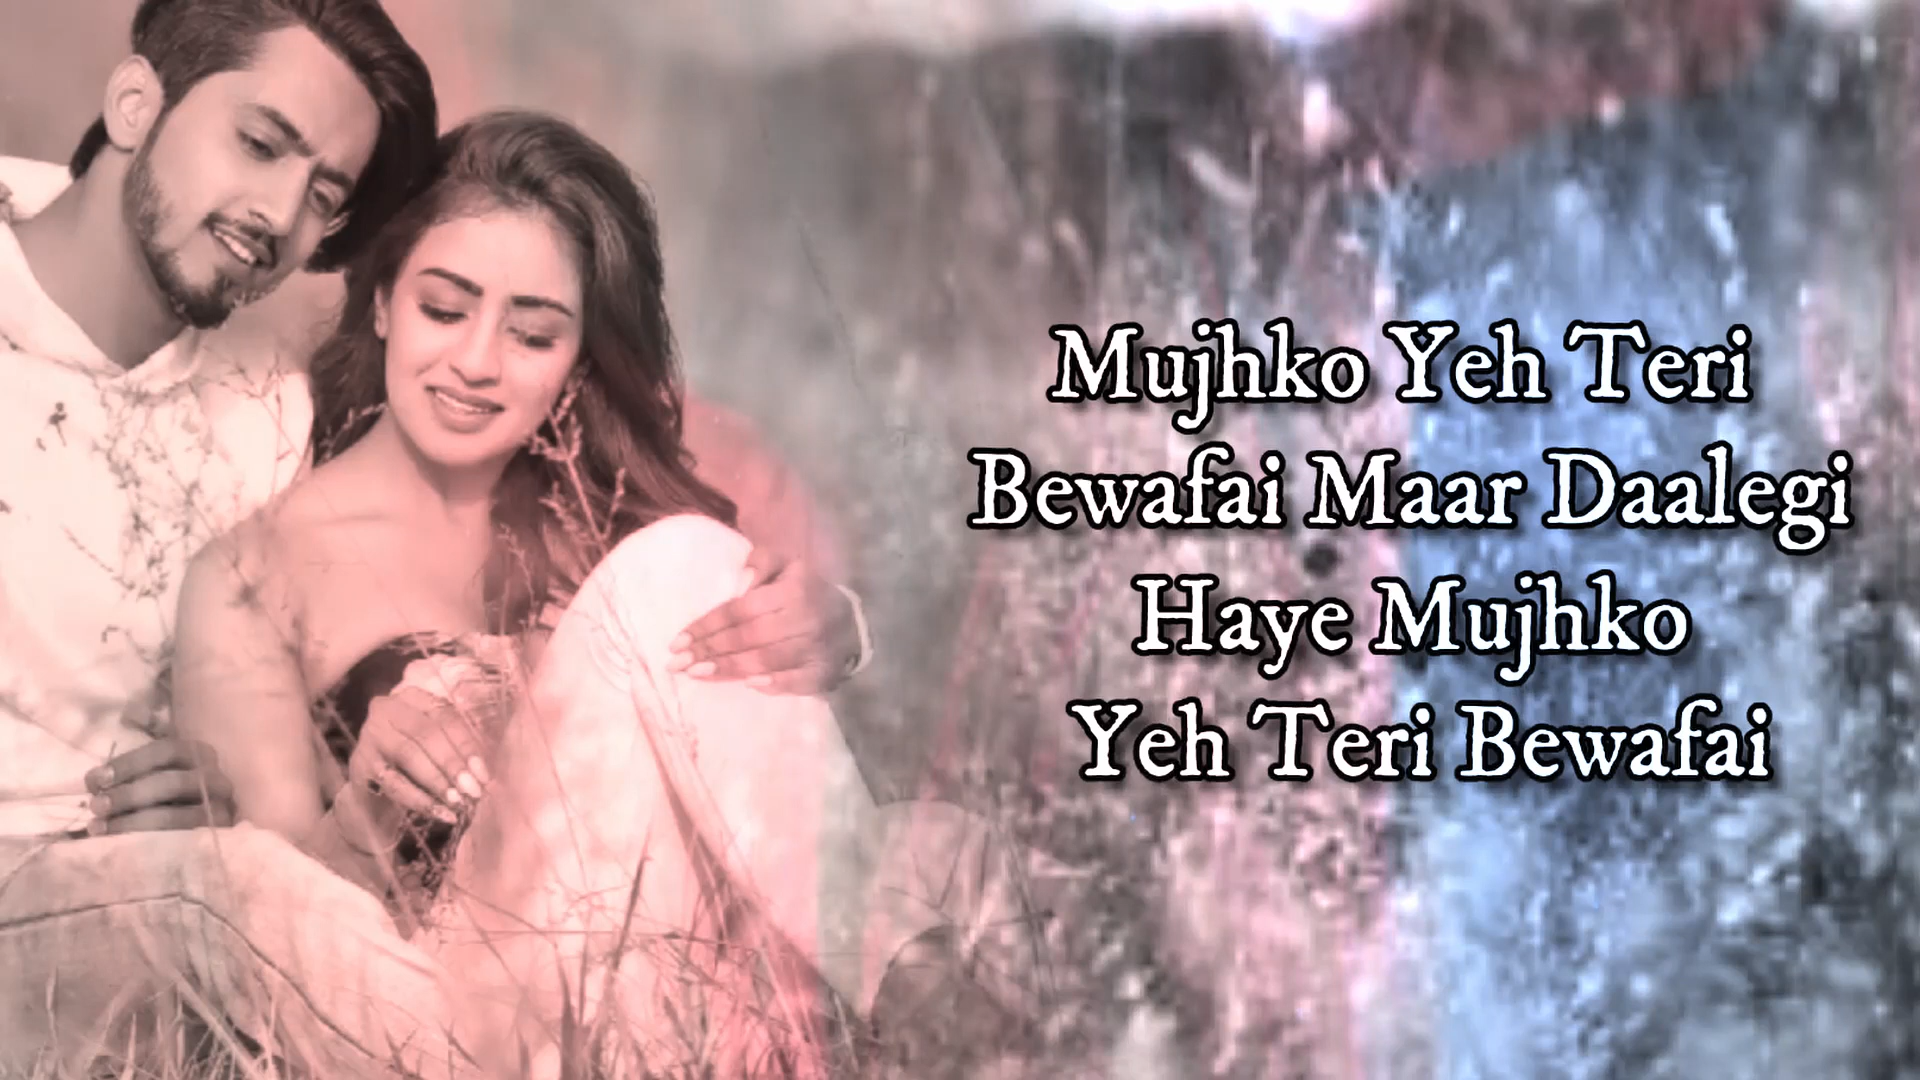 Mujhko Yeh Teri
Bewafai Maar Daalegi
Haye Mujhko
Yeh Teri Bewafai